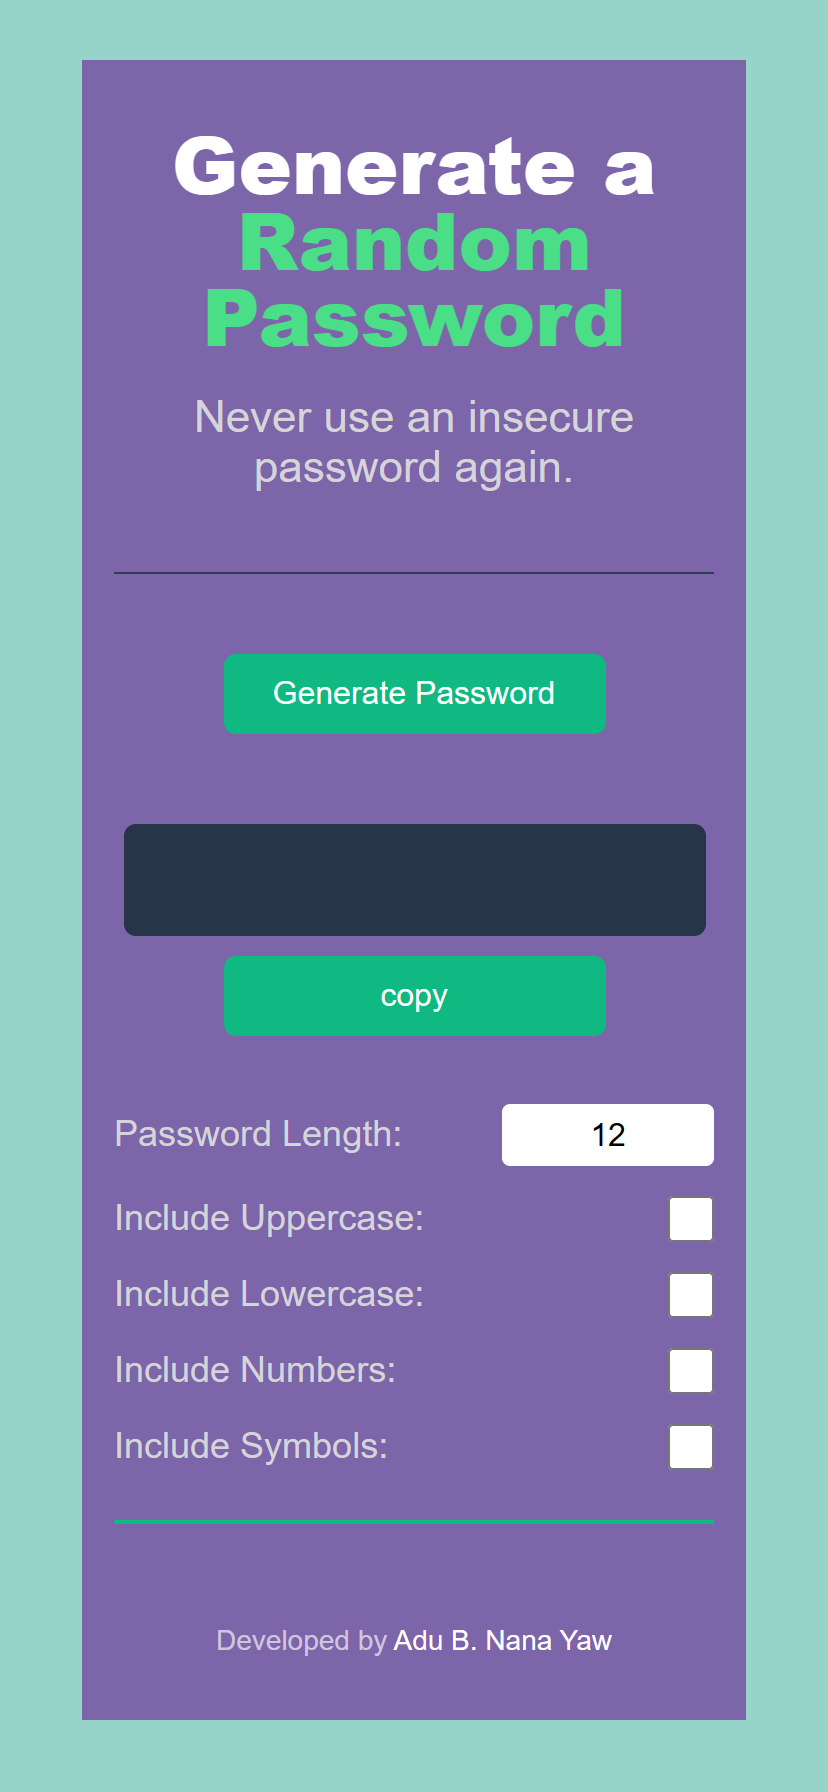 Generate a
Random
Password
Never use an insecure
password again.
Generate Password
copy
Password Length:
12
Include Uppercase:
Include Lowercase:
Include Numbers:
Include Symbols:
Developed by Adu B. Nana Yaw